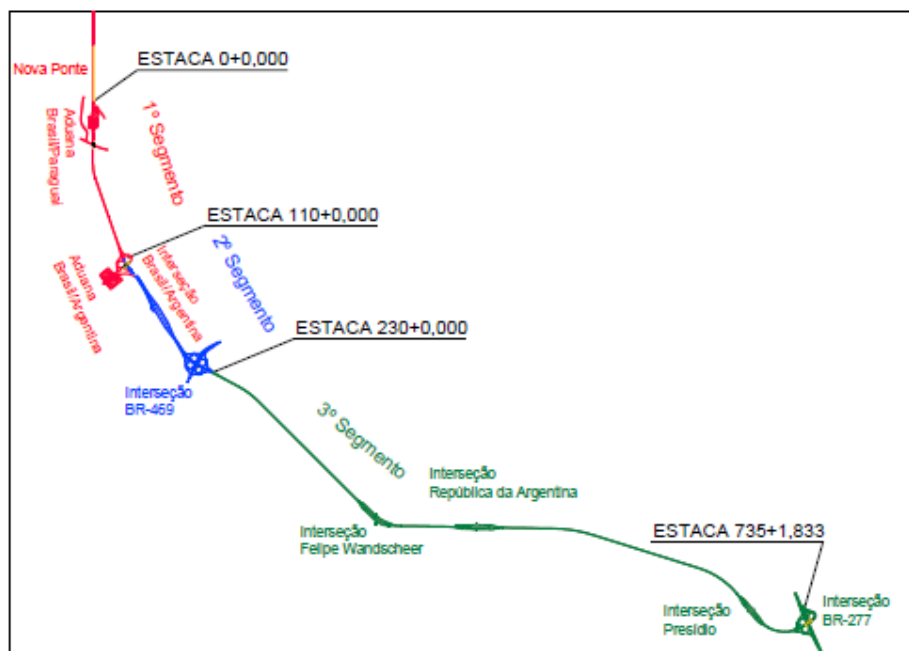 ESTACA 0+0,000
Nova Ponte
Aduana
Brasil/Paraguai
1º Segmento
ESTACA 110+0,000
Aduana
Brasil/Argentina
Interseção
Brasil/Argentina
2º Segmento
ESTACA 230+0,000
Interseção
BR-469
3º Segmento
Interseção
República da Argentina
Interseção
Felipe Wandscheer
ESTACA 735+1,833
Interseção
Presidio
Interseção
BR-277